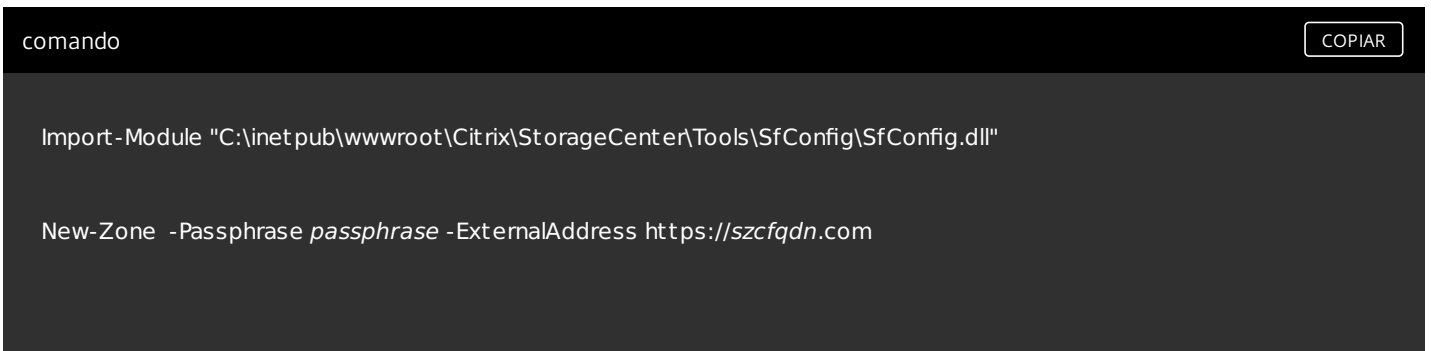 comando
COPIAR
Import-Module "C:\inetpub\wwwroot\Citrix\StorageCenter\Tools\SfConfig\SfConfig.dll"
New-Zone -Passphrase passphrase -ExternalAddress https://szcfqdn.com